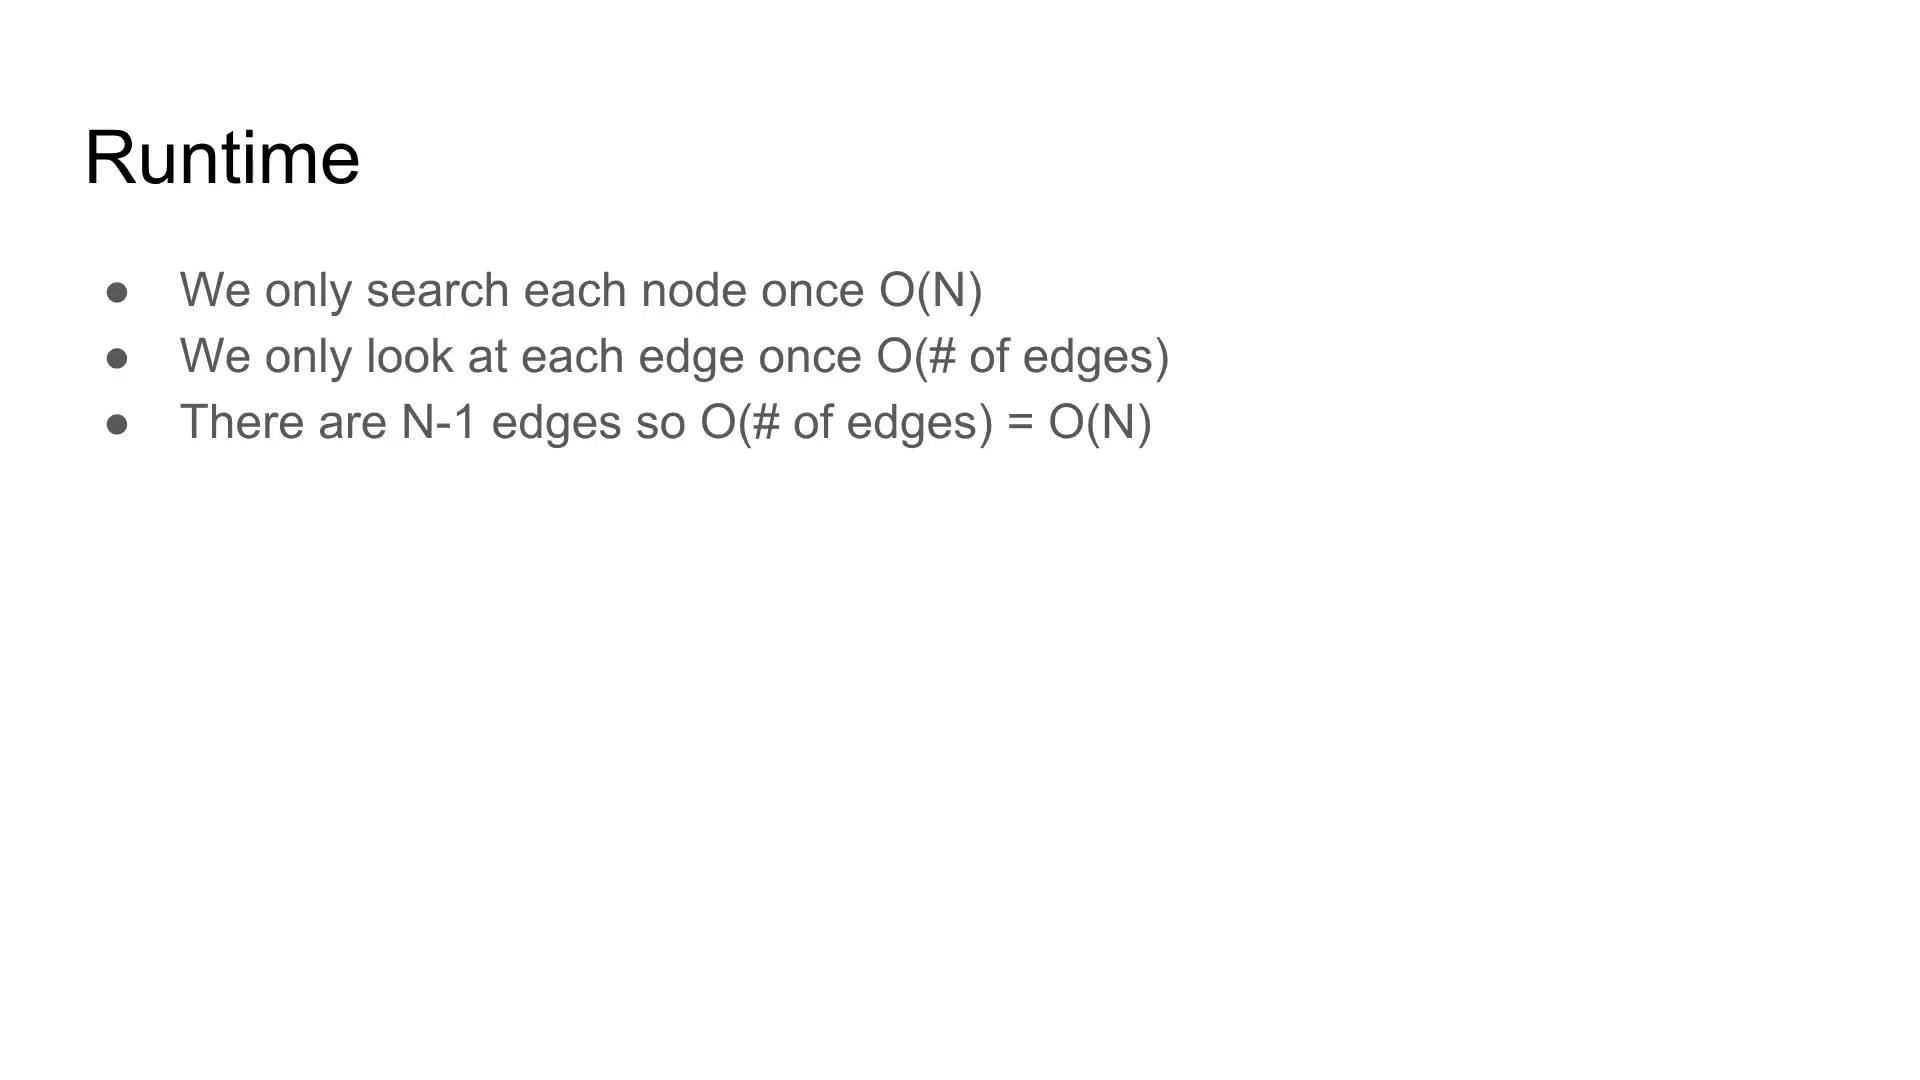 Runtime
● We only search each node once O(N)
● We only look at each edge once O(# of edges)
● There are N-1 edges so O(# of edges) = O(N)